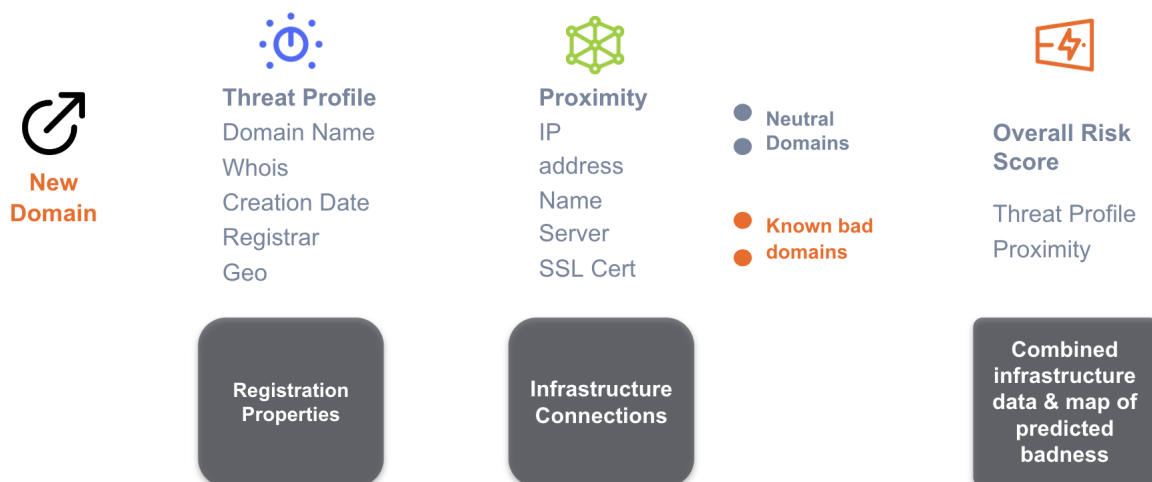 New
Domain
Threat Profile
Domain Name
Whois
Creation Date
Registrar
Geo
Registration
Properties
Proximity
IP
address
Name
Server
SSL Cert
Infrastructure
Connections
Neutral
Domains
Known bad
domains
Overall Risk
Score
Threat Profile
Proximity
Combined
infrastructure
data & map of
predicted
badness